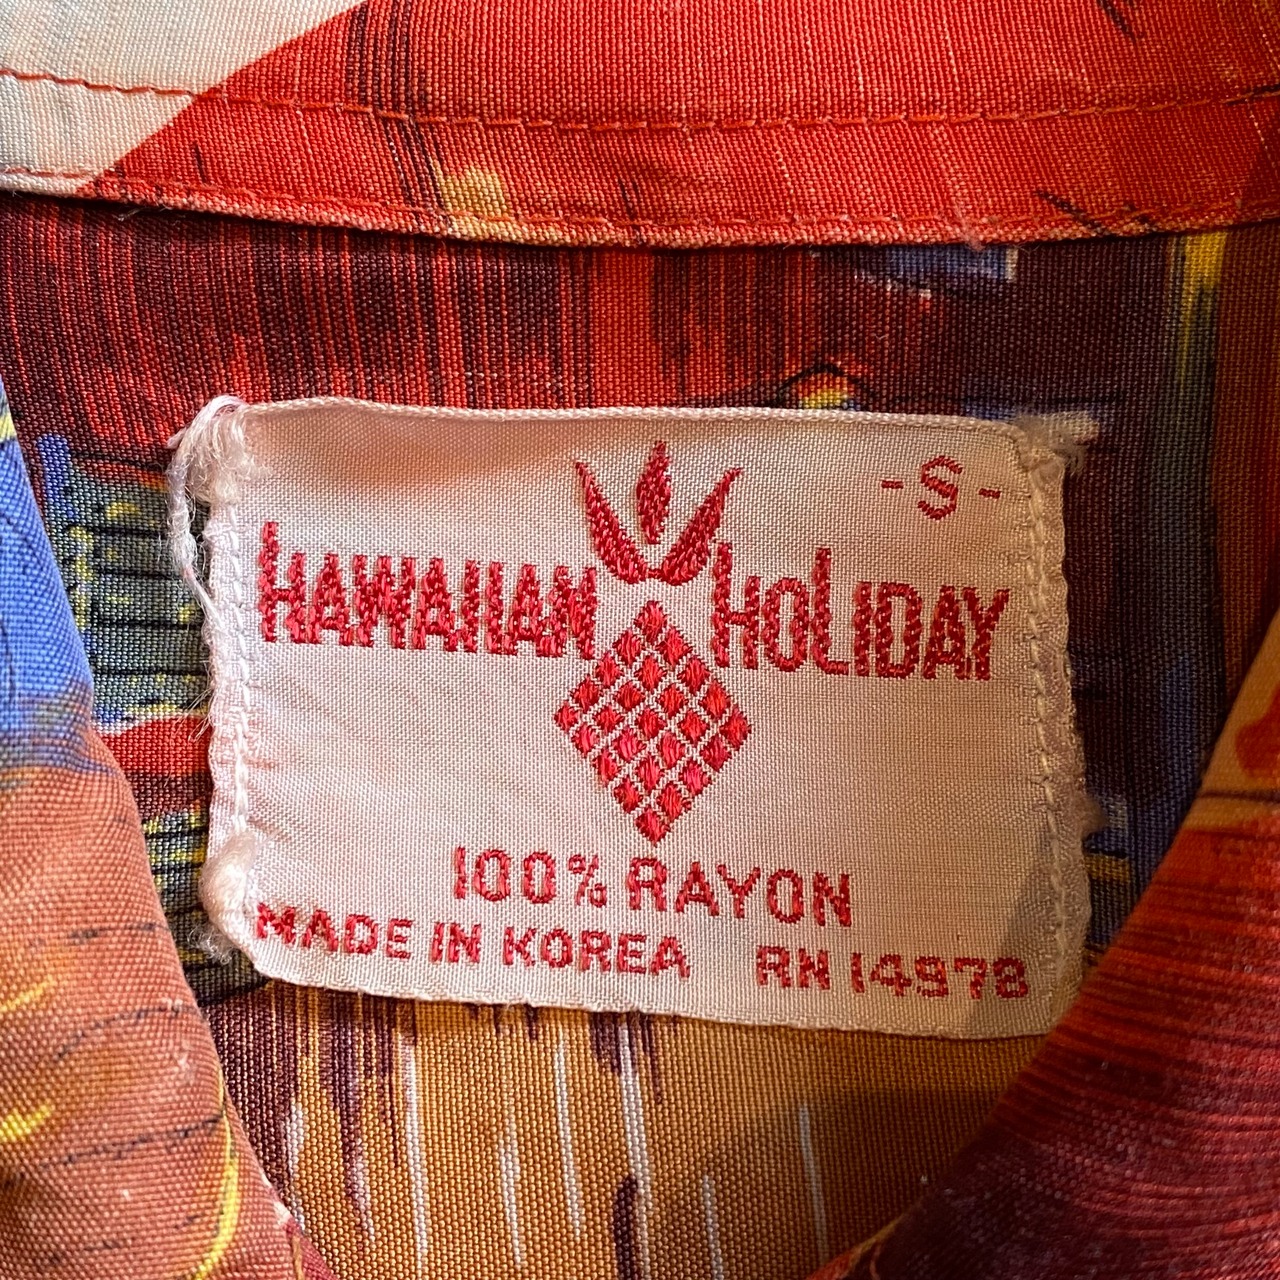 -S-
HAWAIIAN HOLIDAY
100% RAYON
MADE IN KOREA RN 14978